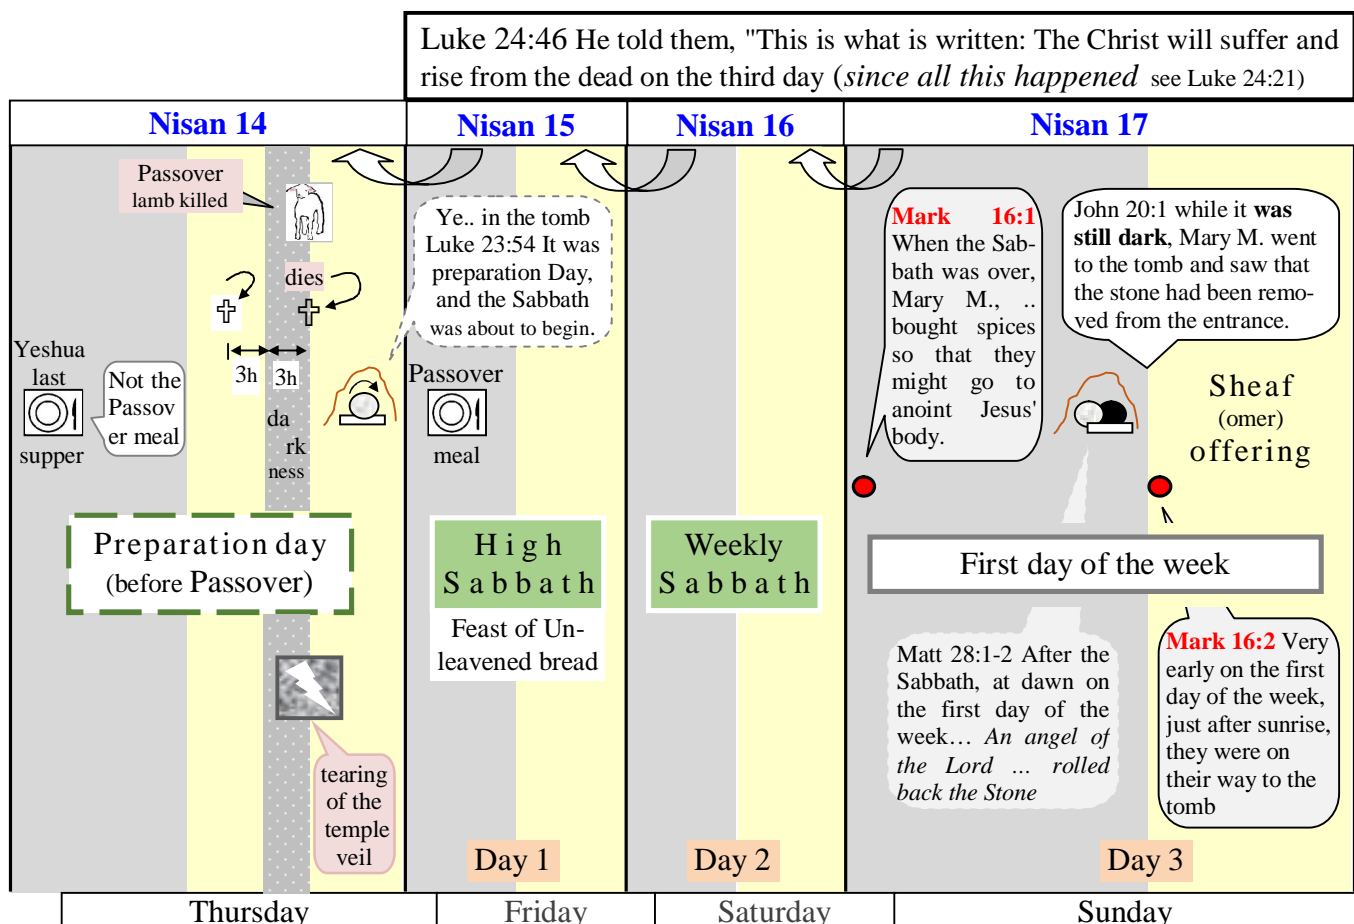 Luke 24:46 He told them, "This is what is written: The Christ will suffer and
rise from the dead on the third day (since all this happened see Luke 24:21)
Nisan 14
Nisan 15
Nisan 16
Nisan 17
Passover
lamb killed
dies
3h
3h
da
rk
ness
Yeshua
last
supper
Not the
Passov
er meal
Ye.. in the tomb
Luke 23:54 It was
preparation Day,
and the Sabbath
was about to begin.
Passover
meal
Mark 16:1
When the Sab-
bath was over,
Mary M., ..
bought spices
so that they
might go to
anoint Jesus'
body.
John 20:1 while it was
still dark, Mary M. went
to the tomb and saw that
the stone had been remo-
ved from the entrance.
Sheaf
(omer)
offering
Preparation day
(before Passover)
High
Sabbath
Feast of Un-
leavened bread
Weekly
Sabbath
First day of the week
Matt 28:1-2 After the
Sabbath, at dawn on
the first day of the
week… An angel of
the Lord ... rolled
back the Stone
Mark 16:2 Very
early on the first
day of the week,
just after sunrise,
they were on
their way to the
tomb
tearing
of the
temple
veil
Day 1
Day 2
Day 3
Thursday
Friday
Saturday
Sunday